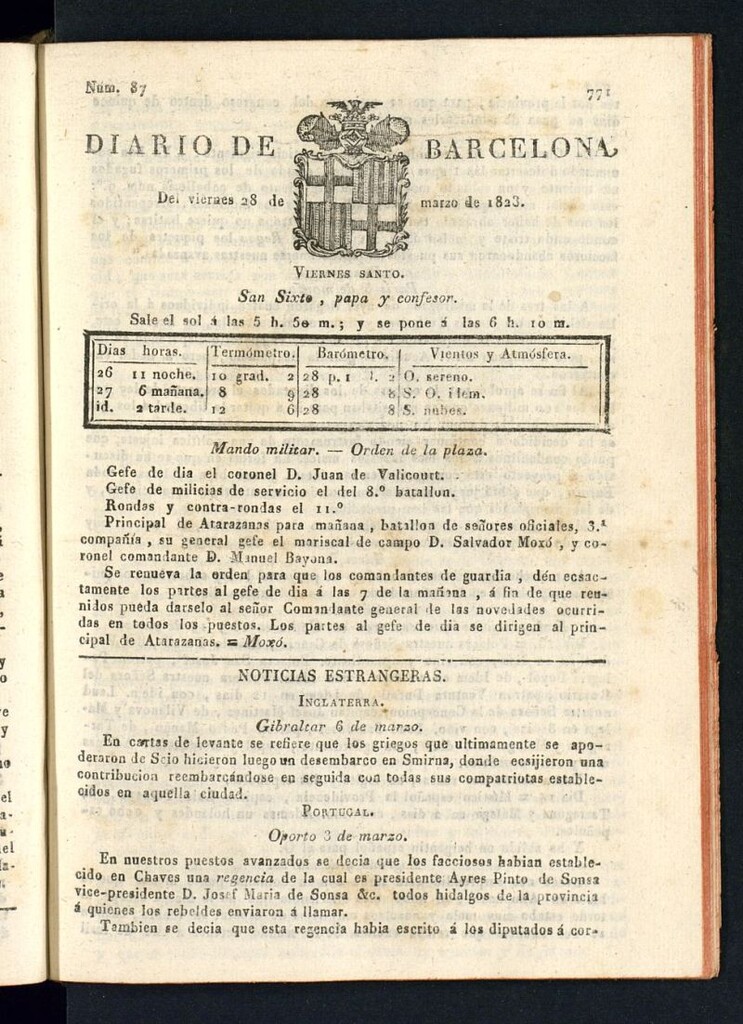 Núm. 87
771
DIARIO DE BARCELONA,
Del viernes 28 de marzo de 1823.
VIERNES SANTO.
San Sixto, papa y confesor.
Sale el sol á las 5 h. 50 m.; y se pone á las 6 h. 10 m.
Dias horas. Termómetro. Barómetro. Vientos y Atmósfera.
26 11 noche. 10 grad. 2 28 p. 1 l. 2 O. sereno.
27 6 mañana. 8 9 28 8 S. O. idem.
id. 2 tarde. 12 6 28 8 S. nubes.
Mando militar. — Orden de la plaza.
Gefe de dia el coronel D. Juan de Valicourt.
Gefe de milicias de servicio el del 8.º batallon.
Rondas y contra-rondas el 11.º
Principal de Atarazanas para mañana, batallon de señores oficiales, 3.ª
compañía, su general gefe el mariscal de campo D. Salvador Moxó, y co-
ronel comandante D. Manuel Bayona.
Se renueva la orden para que los comandantes de guardia, dén ecsac-
tamente los partes al gefe de dia á las 7 de la mañana, á fin de que reu-
nidos pueda darselo al señor Comandante general de las novedades ocurri-
das en todos los puestos. Los partes al gefe de dia se dirigen al prin-
cipal de Atarazanas. = Moxó.
NOTICIAS ESTRANGERAS.
INGLATERRA.
Gibraltar 6 de marzo.
En cartas de levante se refiere que los griegos que ultimamente se apo-
deraron de Scio hicieron luego un desembarco en Smirna, donde ecsijieron una
contribucion reembarcándose en seguida con todas sus compatriotas estable-
cidos en aquella ciudad.
PORTUGAL.
Oporto 3 de marzo.
En nuestros puestos avanzados se decia que los facciosos habian estable-
cido en Chaves una regencia de la cual es presidente Ayres Pinto de Sonsa
vice-presidente D. Josef Maria de Sonsa &c. todos hidalgos de la provincia
á quienes los rebeldes enviaron á llamar.
Tambien se decia que esta regencia habia escrito á los diputados á cor-